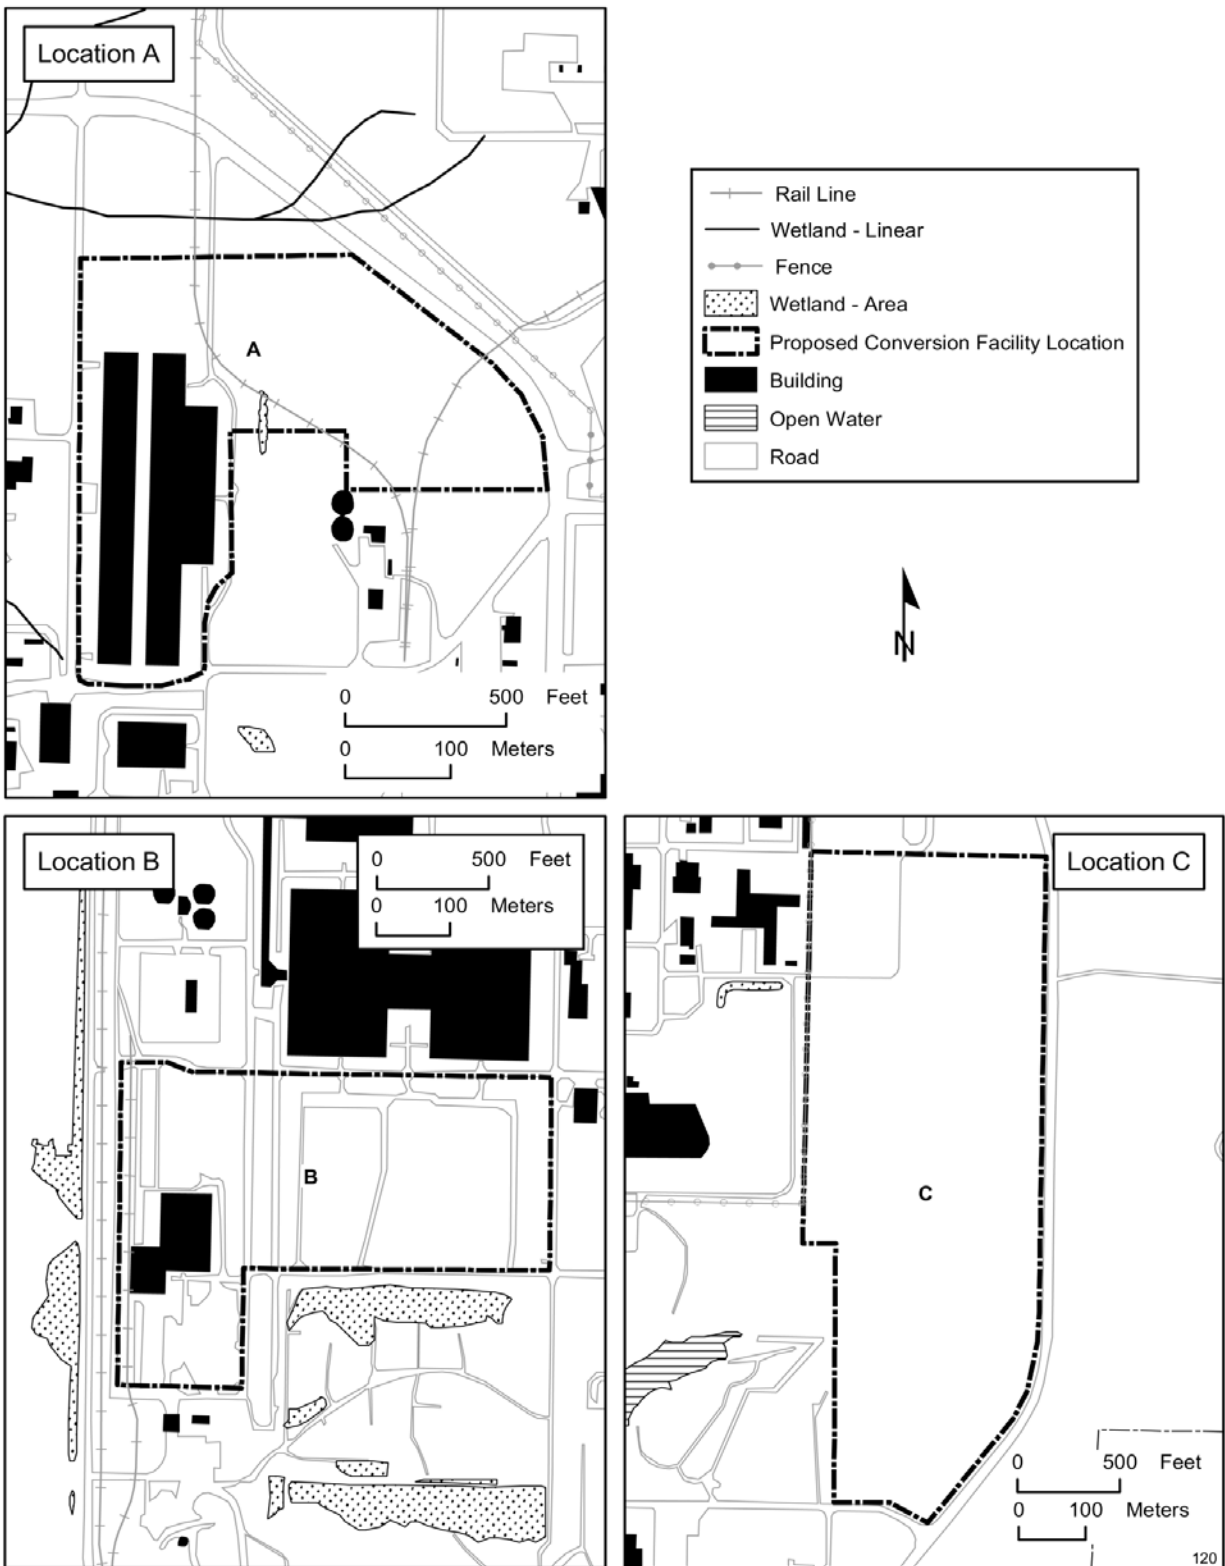 Location A
A
0 500 Feet
0 100 Meters
Rail Line
Wetland - Linear
Fence
Wetland - Area
Proposed Conversion Facility Location
Building
Open Water
Road
N
Location B
0 500 Feet
0 100 Meters
B
Location C
C
0 500 Feet
0 100 Meters
120